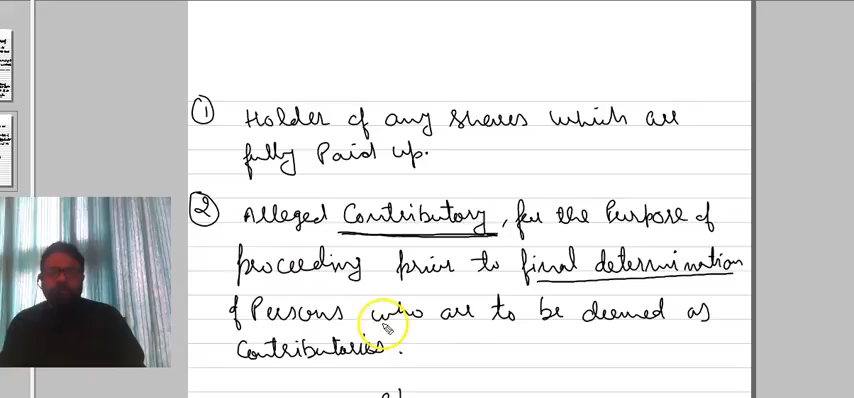 ① Holder of any shares which are
fully Paid up.
② Alleged Contributory, for the Purpose of
proceeding prior to final determination
of Persons who are to be deemed as
Contributaries.